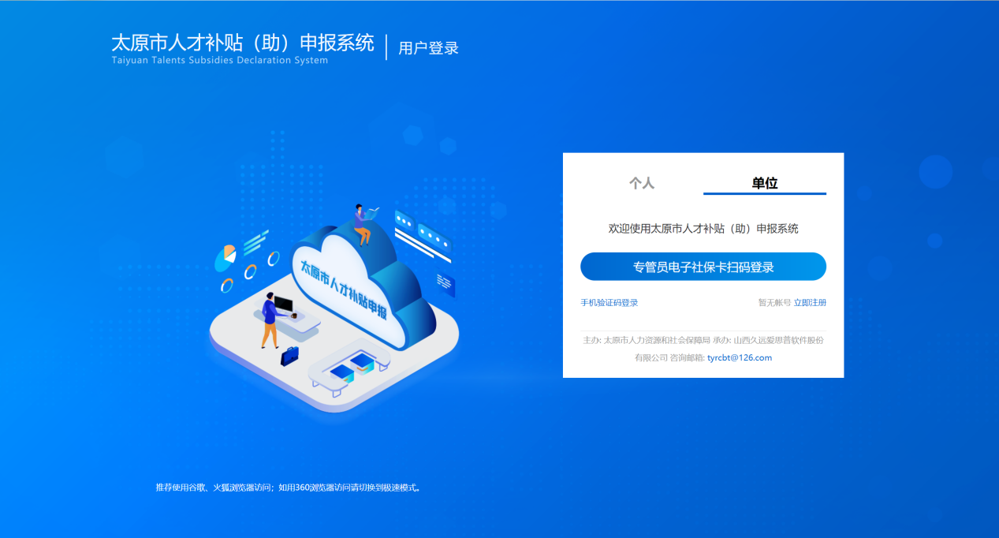 太原市人才补贴（助）申报系统
用户登录
Taiyuan Talents Subsidies Declaration System
个人
单位
欢迎使用太原市人才补贴（助）申报系统
专管员电子社保卡扫码登录
手机验证码登录
暂无帐号 立即注册
主办: 太原市人力资源和社会保障局 承办: 山西久远爱思普软件股份
有限公司 咨询邮箱: tyrcbt@126.com
太原市人才补贴申报
推荐使用谷歌、火狐浏览器访问；如用360浏览器访问请切换到极速模式。